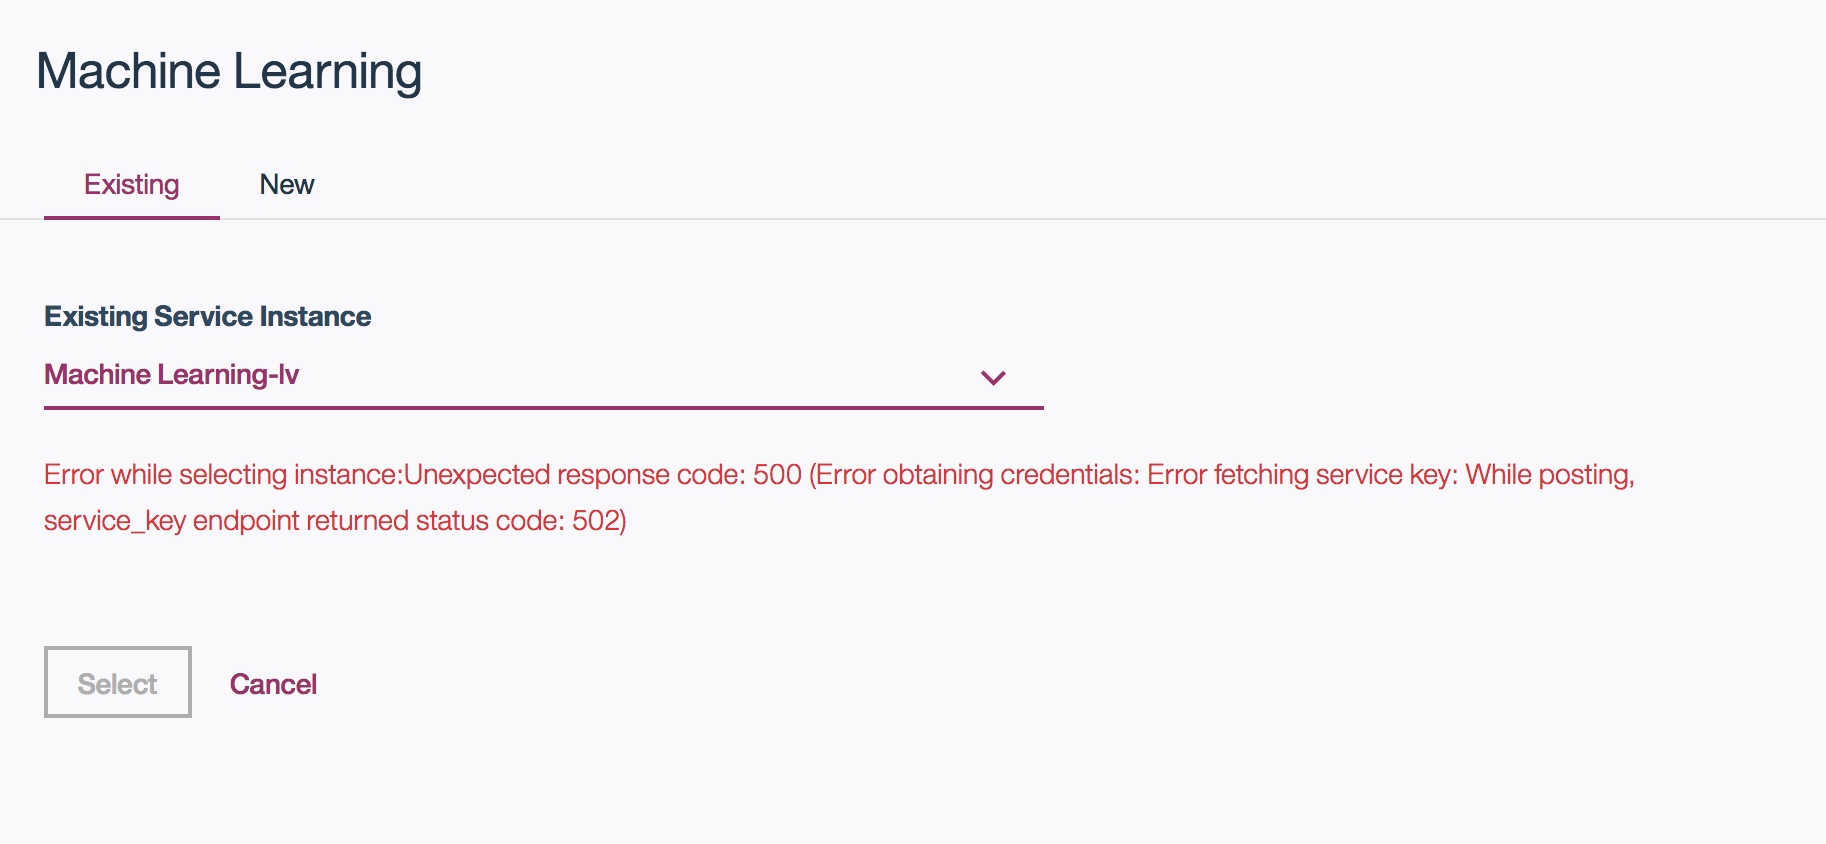 Machine Learning
Existing New
Existing Service Instance
Machine Learning-lv
Error while selecting instance:Unexpected response code: 500 (Error obtaining credentials: Error fetching service key: While posting,
service_key endpoint returned status code: 502)
Select Cancel